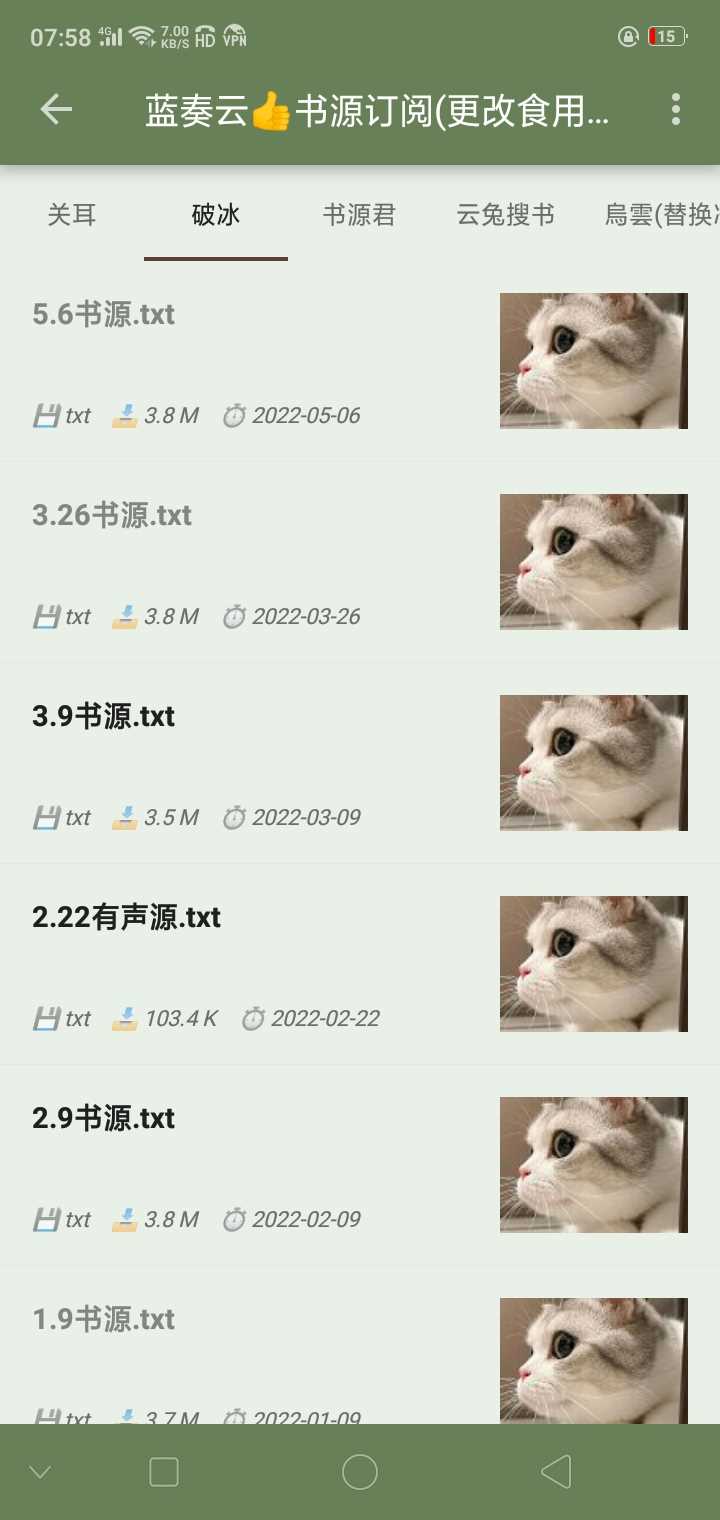 07:58 4G 7.00 KB/S HD VPN 15
蓝奏云👍书源订阅(更改食用...
关耳 破冰 书源君 云兔搜书 烏雲(替换
5.6书源.txt
txt 3.8 M 2022-05-06
3.26书源.txt
txt 3.8 M 2022-03-26
3.9书源.txt
txt 3.5 M 2022-03-09
2.22有声源.txt
txt 103.4 K 2022-02-22
2.9书源.txt
txt 3.8 M 2022-02-09
1.9书源.txt
txt 3.7 M 2022-01-09